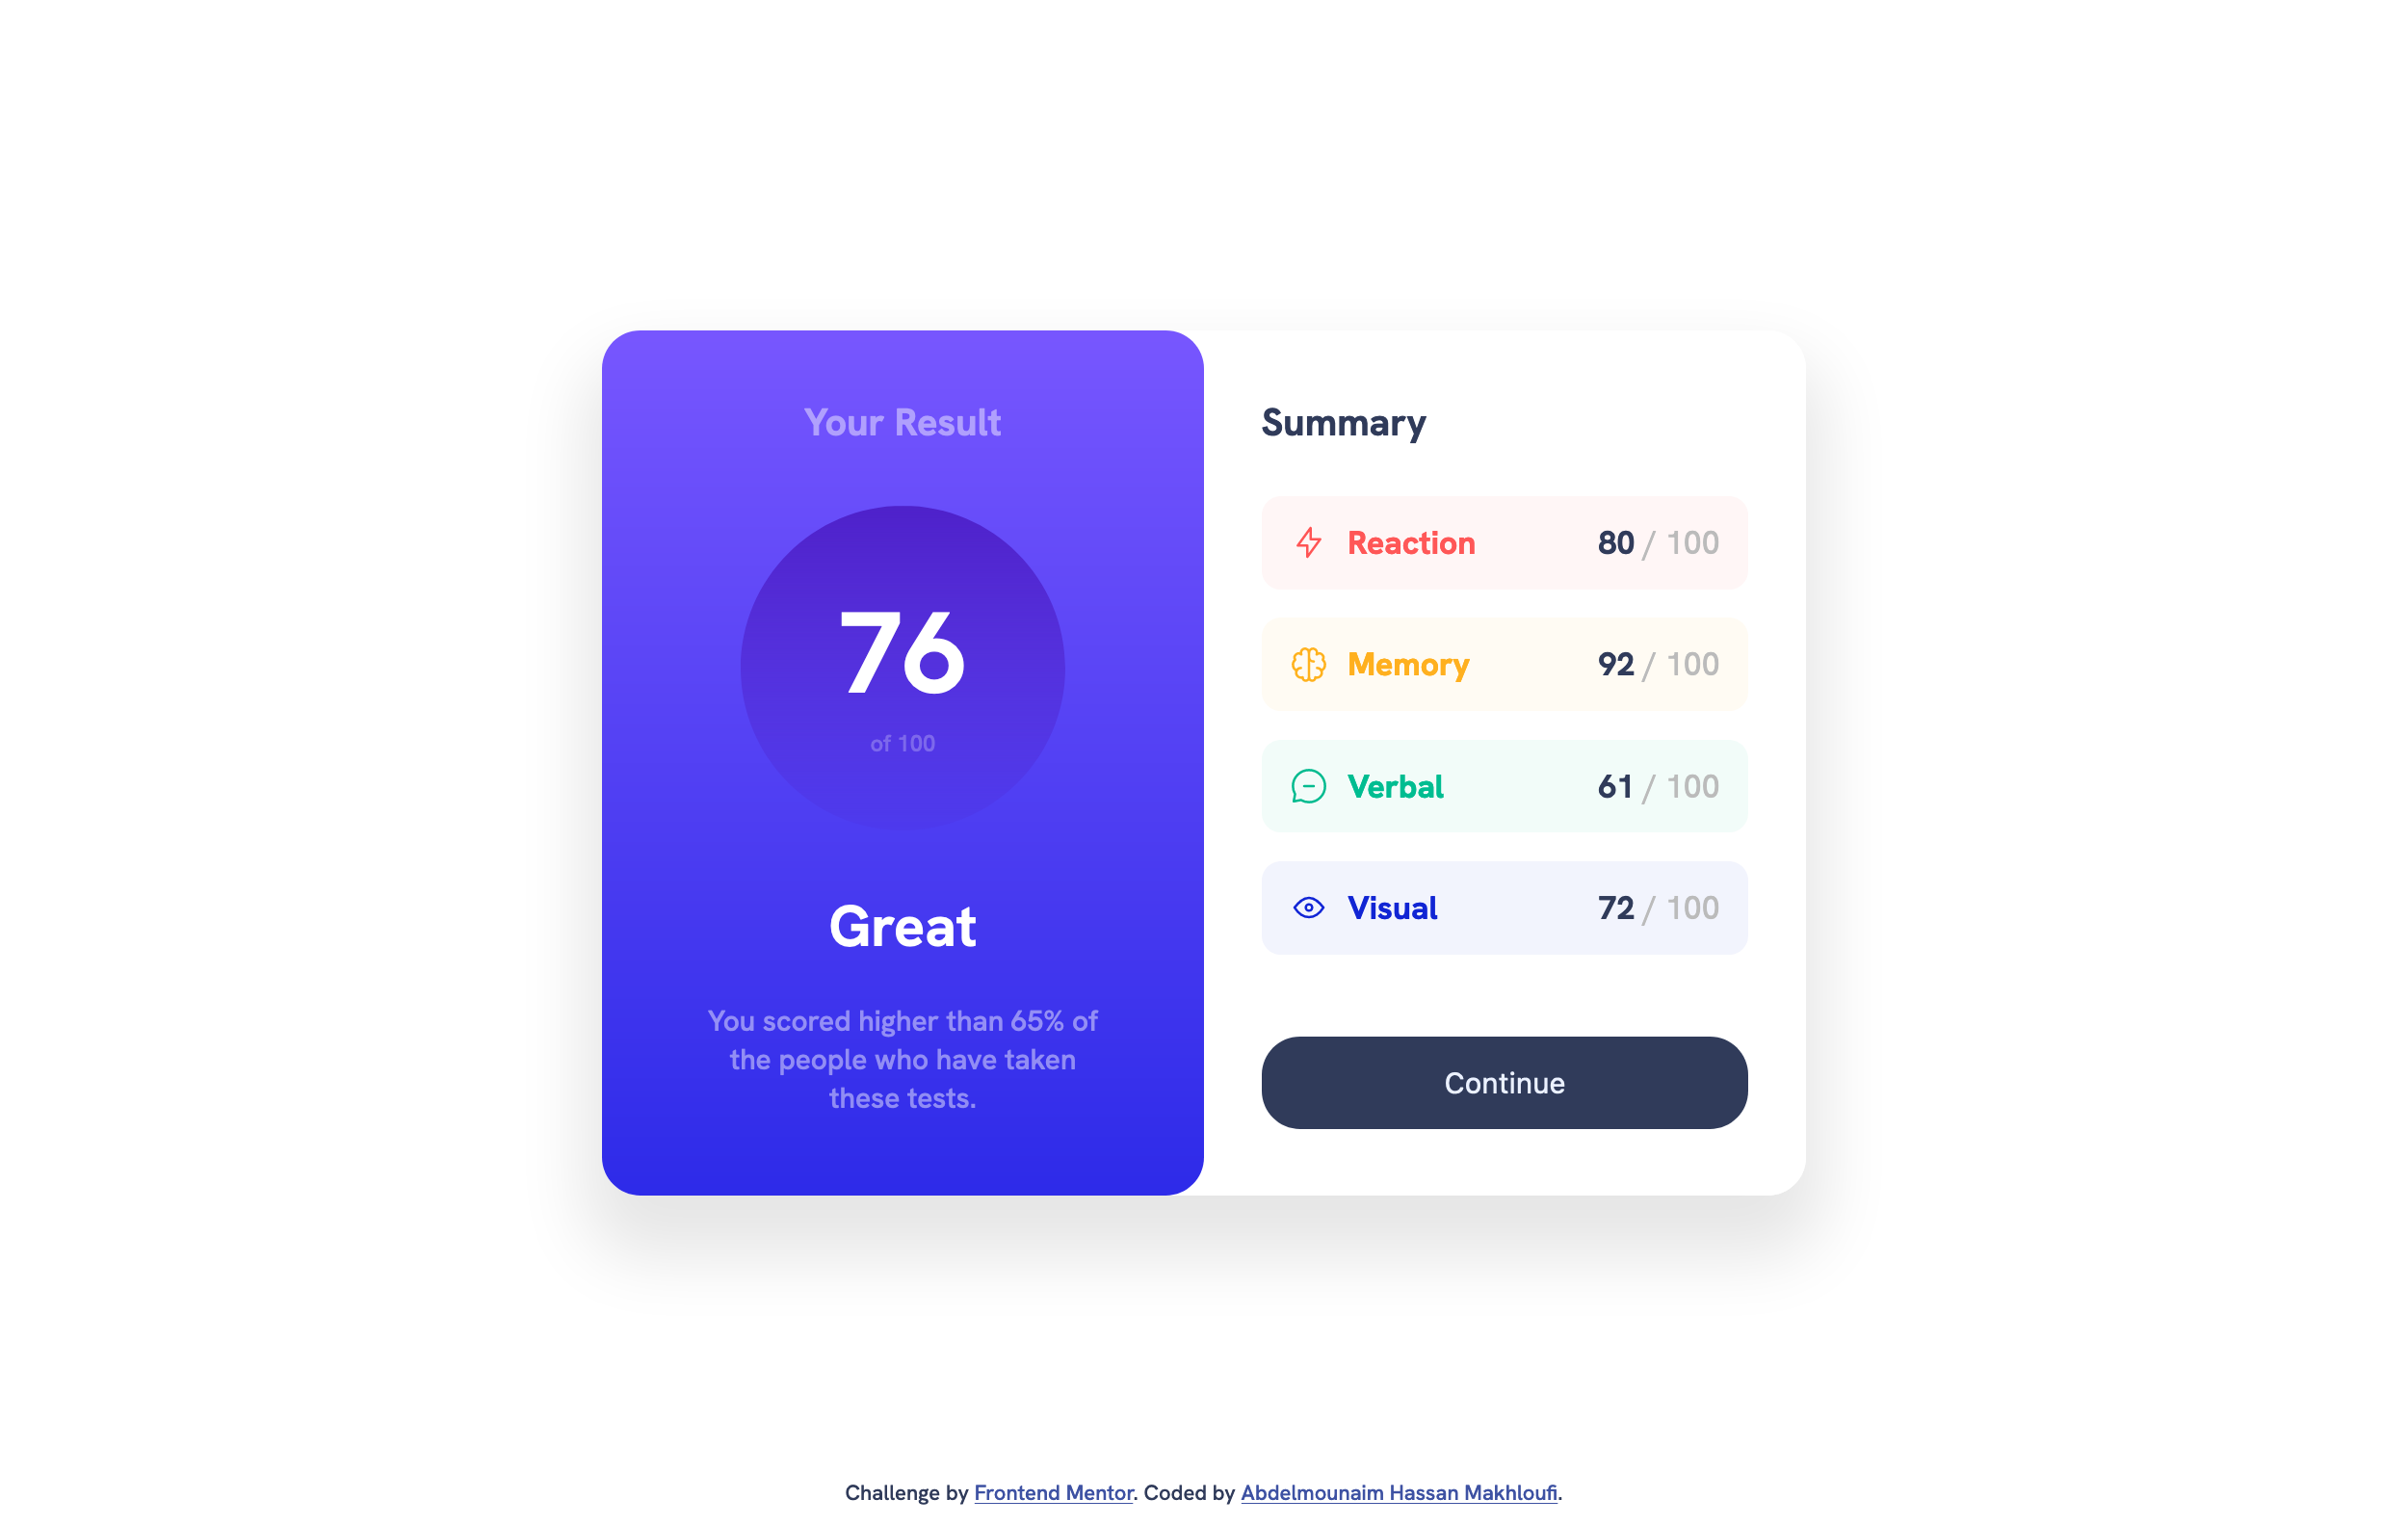 Your Result
76
of 100
Great
You scored higher than 65% of
the people who have taken
these tests.
Summary
Reaction 80 / 100
Memory 92 / 100
Verbal 61 / 100
Visual 72 / 100
Continue
Challenge by Frontend Mentor. Coded by Abdelmounaim Hassan Makhloufi.